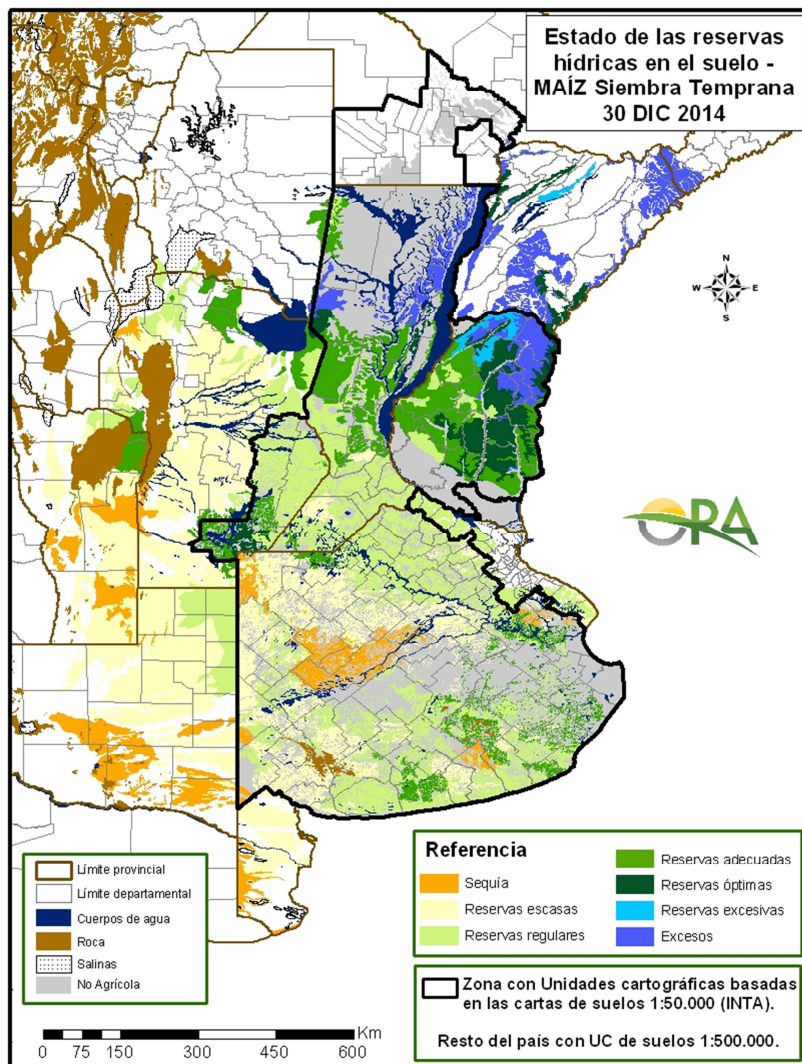 Estado de las reservas
hídricas en el suelo -
MAÍZ Siembra Temprana
30 DIC 2014
N
W
E
S
OPA
Límite provincial
Límite departamental
Cuerpos de agua
Roca
Salinas
No Agrícola
Referencia
Sequía
Reservas escasas
Reservas regulares
Reservas adecuadas
Reservas óptimas
Reservas excesivas
Excesos
Zona con Unidades cartográficas basadas
en las cartas de suelos 1:50.000 (INTA).
Resto del país con UC de suelos 1:500.000.
Km
0 75 150 300 450 600